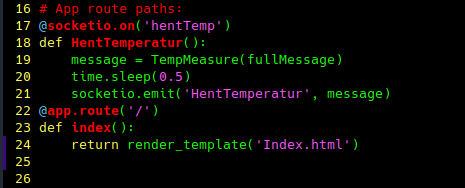 16 # App route paths:
17 @socketio.on('hentTemp')
18 def HentTemperatur():
19     message = TempMeasure(fullMessage)
20     time.sleep(0.5)
21     socketio.emit('HentTemperatur', message)
22 @app.route('/')
23 def index():
24     return render_template('Index.html')
25
26